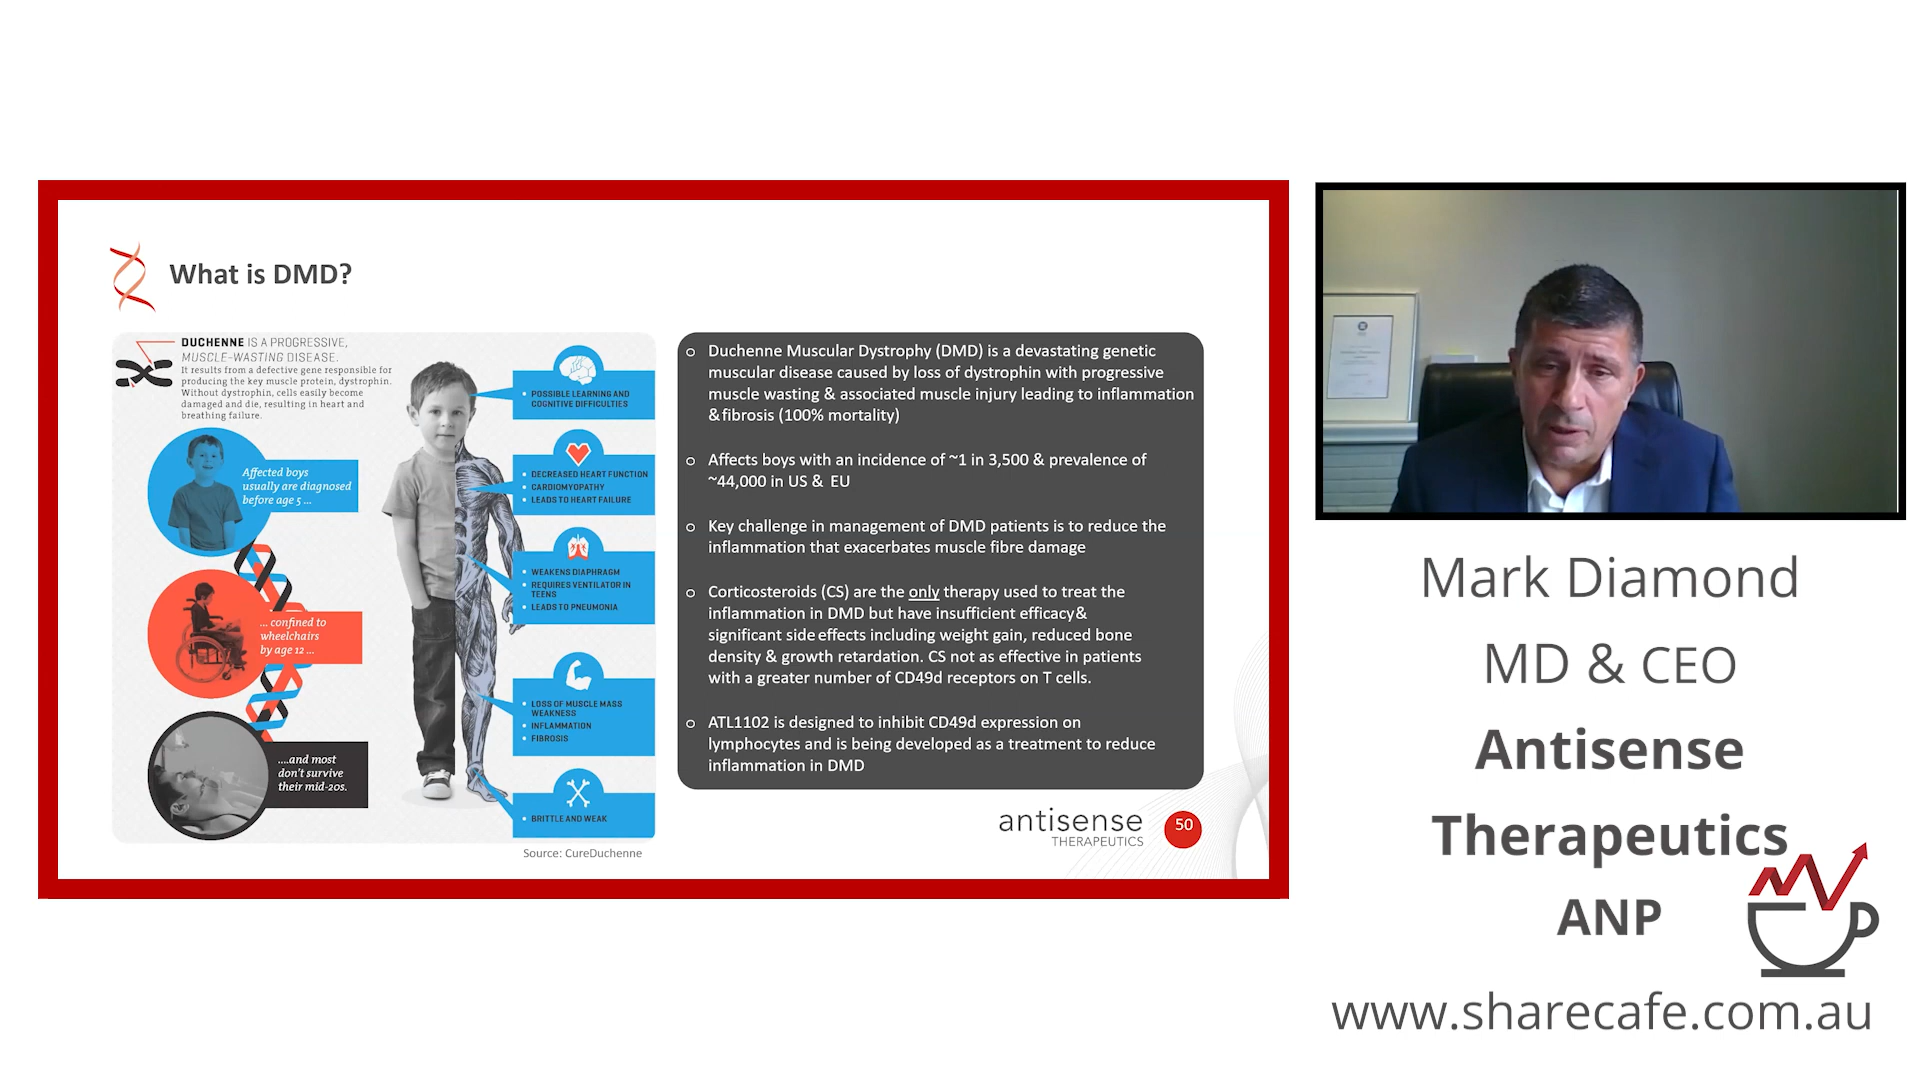 What is DMD?
DUCHENNE IS A PROGRESSIVE,
MUSCLE-WASTING DISEASE.
It results from a defective gene responsible for
producing the key muscle protein, dystrophin.
Without dystrophin, cells easily become
damaged and die, resulting in heart and
breathing failure.
Affected boys
usually are diagnosed
before age 5 ...
... confined to
wheelchairs
by age 12 ...
....and most
don't survive
their mid-20s.
POSSIBLE LEARNING AND
COGNITIVE DIFFICULTIES
DECREASED HEART FUNCTION
CARDIOMYOPATHY
LEADS TO HEART FAILURE
WEAKENS DIAPHRAGM
REQUIRES VENTILATOR IN
TEENS
LEADS TO PNEUMONIA
LOSS OF MUSCLE MASS
WEAKNESS
INFLAMMATION
FIBROSIS
BRITTLE AND WEAK
Source: CureDuchenne
Duchenne Muscular Dystrophy (DMD) is a devastating genetic
muscular disease caused by loss of dystrophin with progressive
muscle wasting & associated muscle injury leading to inflammation
& fibrosis (100% mortality)
Affects boys with an incidence of ~1 in 3,500 & prevalence of
~44,000 in US & EU
Key challenge in management of DMD patients is to reduce the
inflammation that exacerbates muscle fibre damage
Corticosteroids (CS) are the only therapy used to treat the
inflammation in DMD but have insufficient efficacy &
significant side effects including weight gain, reduced bone
density & growth retardation. CS not as effective in patients
with a greater number of CD49d receptors on T cells.
ATL1102 is designed to inhibit CD49d expression on
lymphocytes and is being developed as a treatment to reduce
inflammation in DMD
antisense
THERAPEUTICS
50
Mark Diamond
MD & CEO
Antisense
Therapeutics
ANP
www.sharecafe.com.au